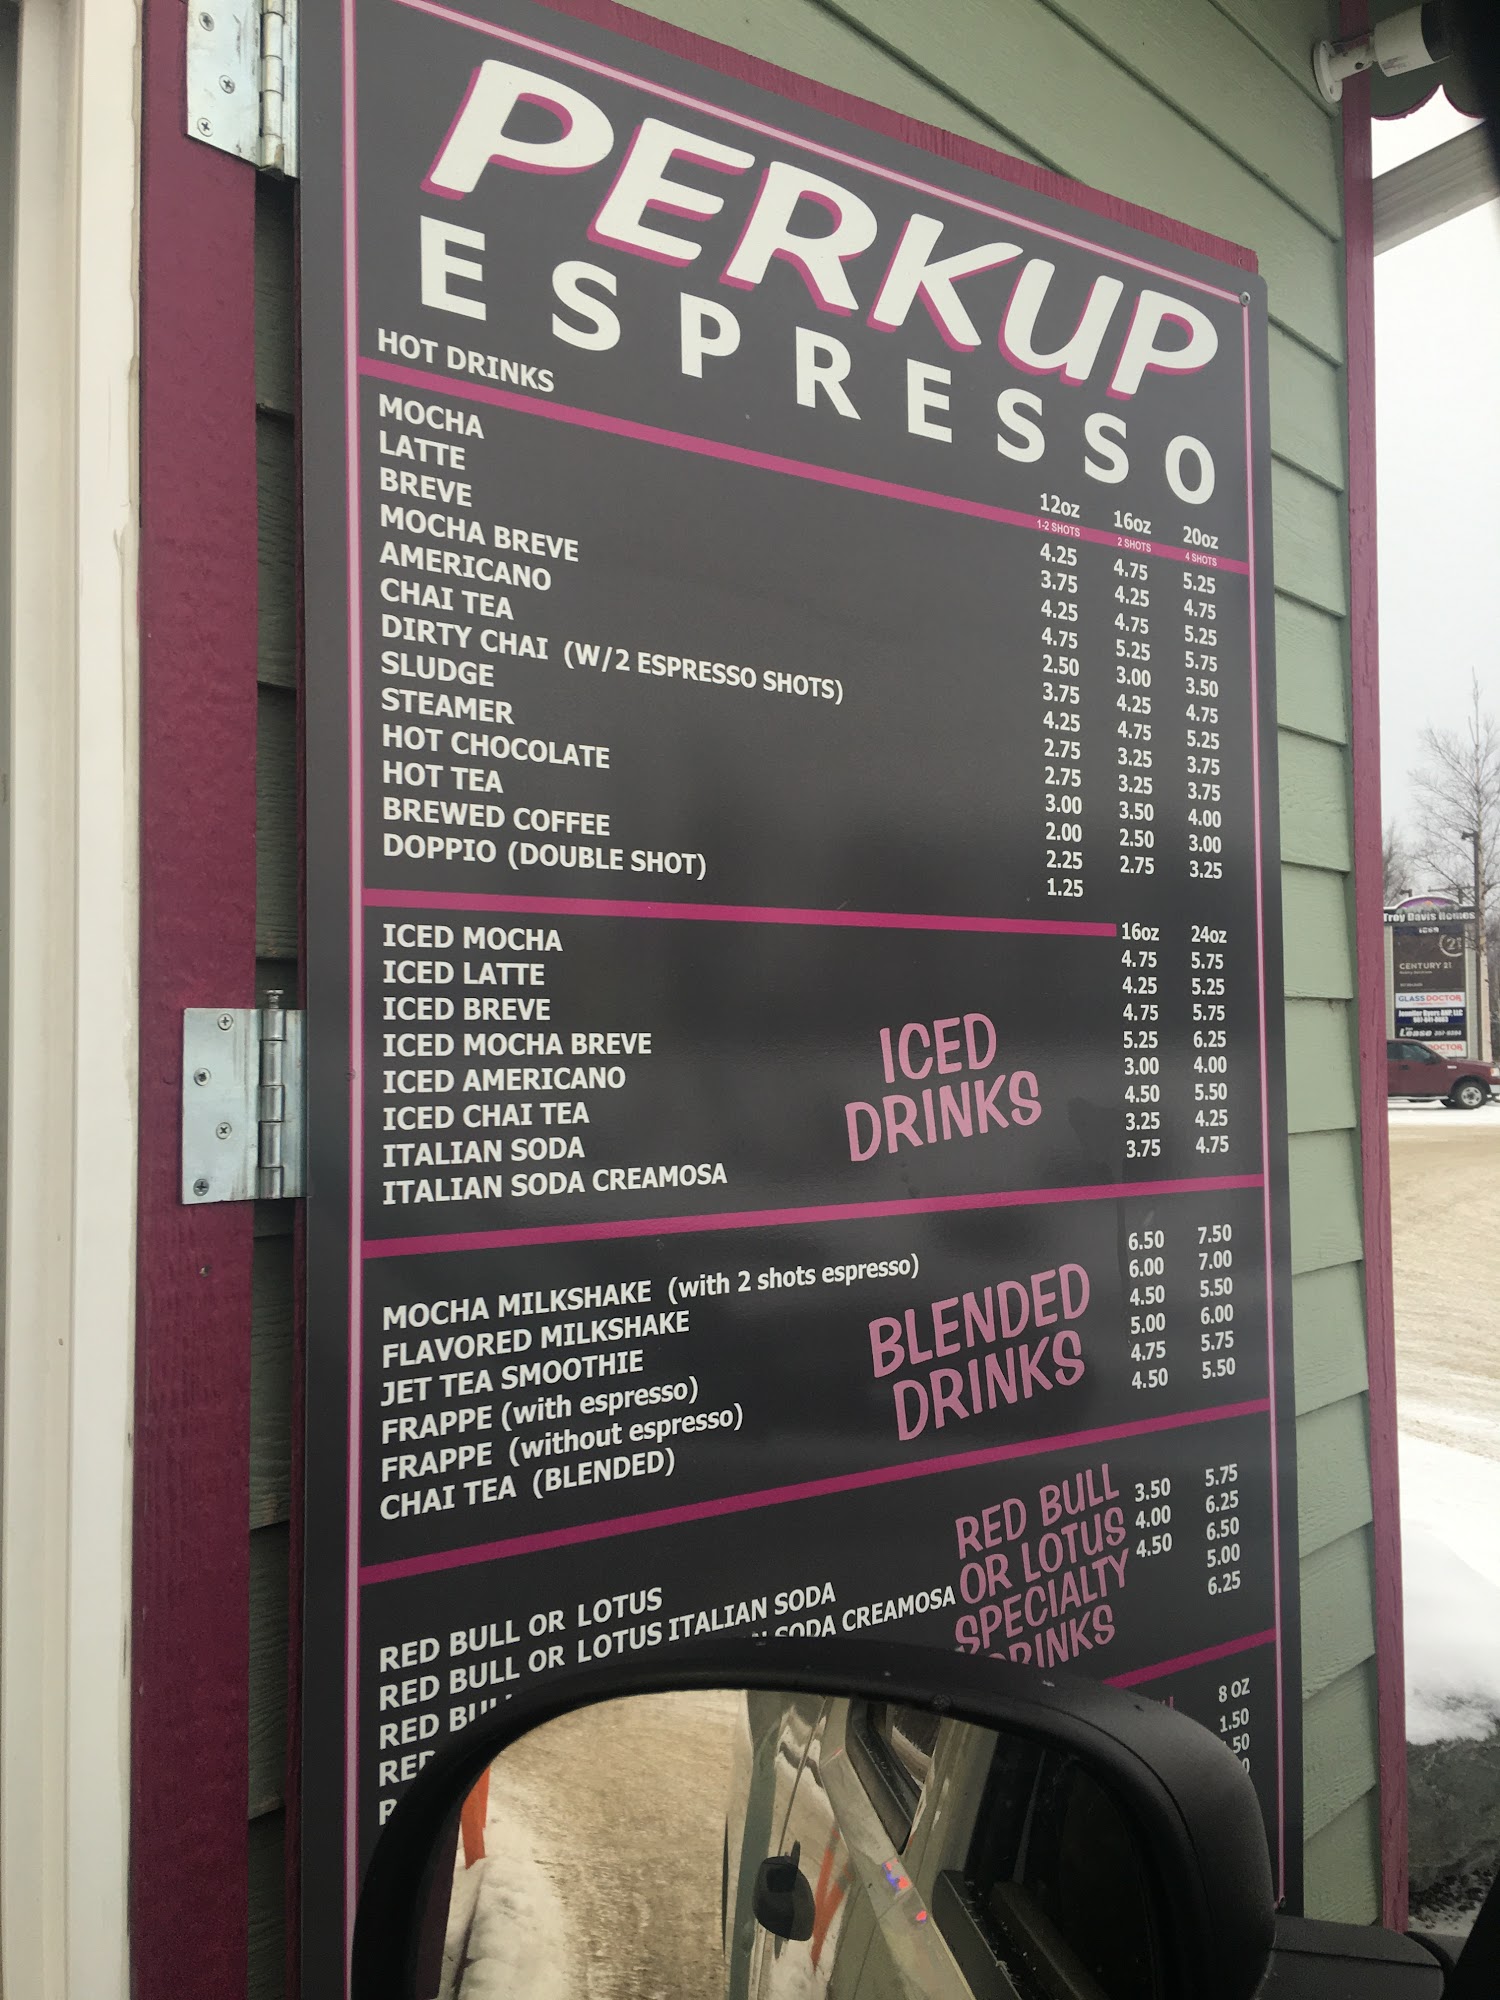 PERKUP
ESPRESSO
HOT DRINKS 12oz 16oz 20oz
1-2 SHOTS 2 SHOTS 4 SHOTS
MOCHA 4.25 4.75 5.25
LATTE 3.75 4.25 4.75
BREVE 4.25 4.75 5.25
MOCHA BREVE 4.75 5.25 5.75
AMERICANO 2.50 3.00 3.50
CHAI TEA 3.75 4.25 4.75
DIRTY CHAI (W/2 ESPRESSO SHOTS) 4.25 4.75 5.25
SLUDGE 2.75 3.25 3.75
STEAMER 2.75 3.25 3.75
HOT CHOCOLATE 3.00 3.50 4.00
HOT TEA 2.00 2.50 3.00
BREWED COFFEE 2.25 2.75 3.25
DOPPIO (DOUBLE SHOT) 1.25
16oz 24oz
ICED MOCHA 4.75 5.75
ICED LATTE 4.25 5.25
ICED BREVE 4.75 5.75
ICED MOCHA BREVE 5.25 6.25
ICED AMERICANO 3.00 4.00
ICED CHAI TEA 4.50 5.50
ITALIAN SODA 3.25 4.25
ITALIAN SODA CREAMOSA 3.75 4.75
ICED
DRINKS
MOCHA MILKSHAKE (with 2 shots espresso) 6.50 7.50
FLAVORED MILKSHAKE 6.00 7.00
JET TEA SMOOTHIE 4.50 5.50
FRAPPE (with espresso) 5.00 6.00
FRAPPE (without espresso) 4.75 5.75
CHAI TEA (BLENDED) 4.50 5.50
BLENDED
DRINKS
RED BULL OR LOTUS 3.50 5.75
RED BULL OR LOTUS ITALIAN SODA 4.00 6.25
RED SODA CREAMOSA 4.50 6.50
5.00
6.25
RED BULL
OR LOTUS
SPECIALTY
DRINKS
8 OZ
1.50
Troy Davis Homes
21
CENTURY 21
GLASS DOCTOR
Lease